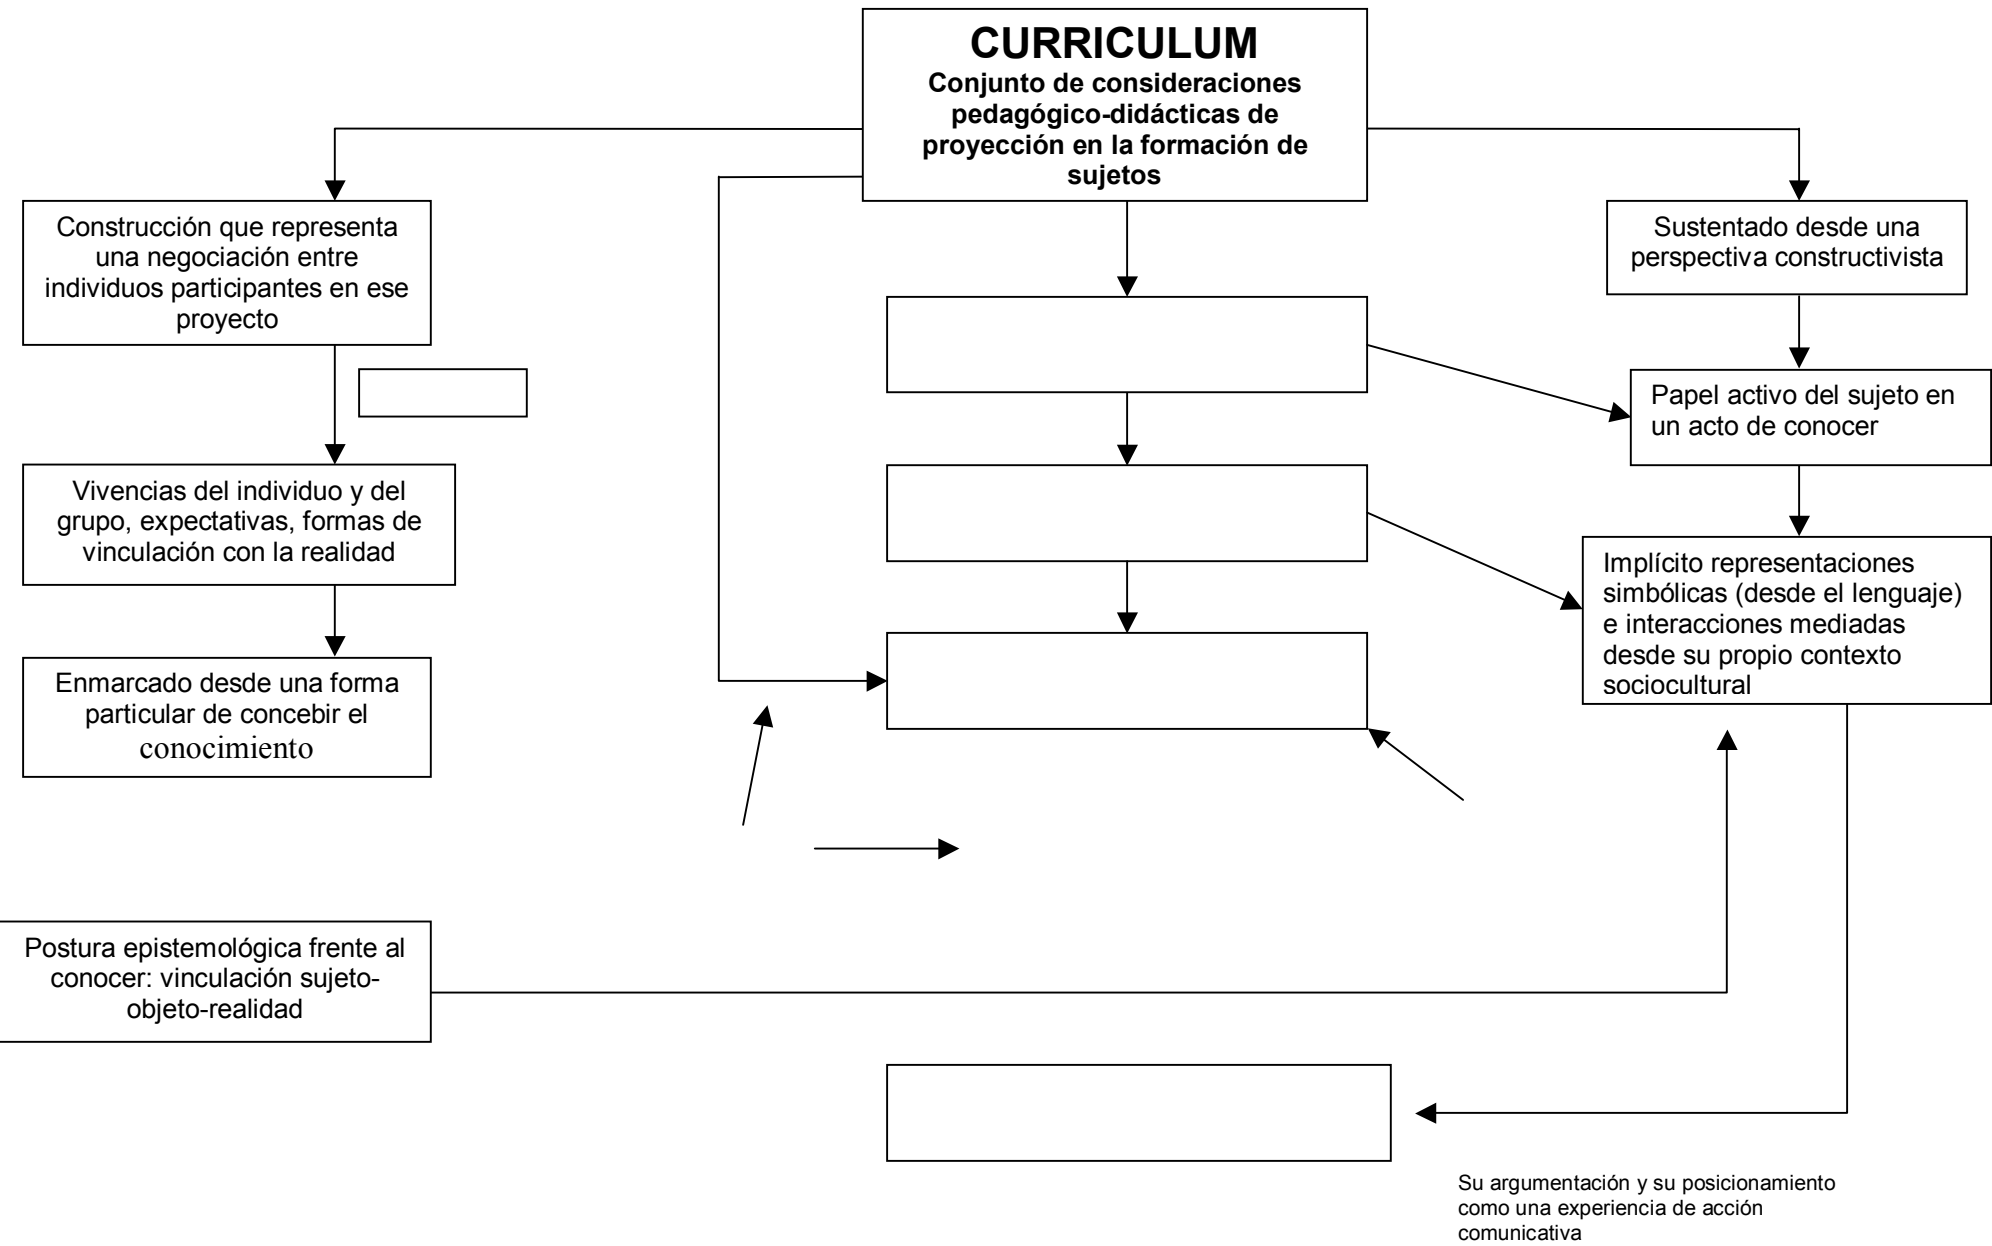 CURRICULUM
Conjunto de consideraciones
pedagógico-didácticas de
proyección en la formación de
sujetos
Construcción que representa
una negociación entre
individuos participantes en ese
proyecto
Sustentado desde una
perspectiva constructivista
Papel activo del sujeto en
un acto de conocer
Vivencias del individuo y del
grupo, expectativas, formas de
vinculación con la realidad
Implícito representaciones
simbólicas (desde el lenguaje)
e interacciones mediadas
desde su propio contexto
sociocultural
Enmarcado desde una forma
particular de concebir el
conocimiento
Postura epistemológica frente al
conocer: vinculación sujeto-
objeto-realidad
Su argumentación y su posicionamiento
como una experiencia de acción
comunicativa